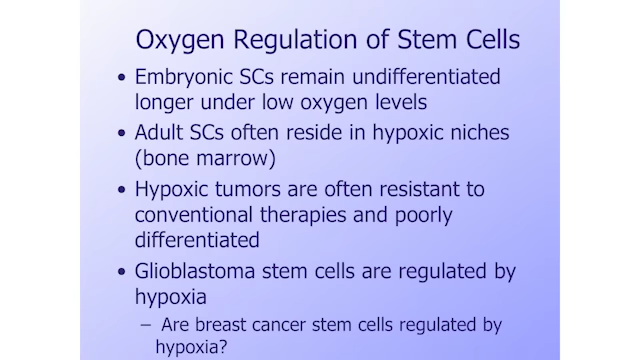 Oxygen Regulation of Stem Cells
• Embryonic SCs remain undifferentiated
longer under low oxygen levels
• Adult SCs often reside in hypoxic niches
(bone marrow)
• Hypoxic tumors are often resistant to
conventional therapies and poorly
differentiated
• Glioblastoma stem cells are regulated by
hypoxia
– Are breast cancer stem cells regulated by
hypoxia?